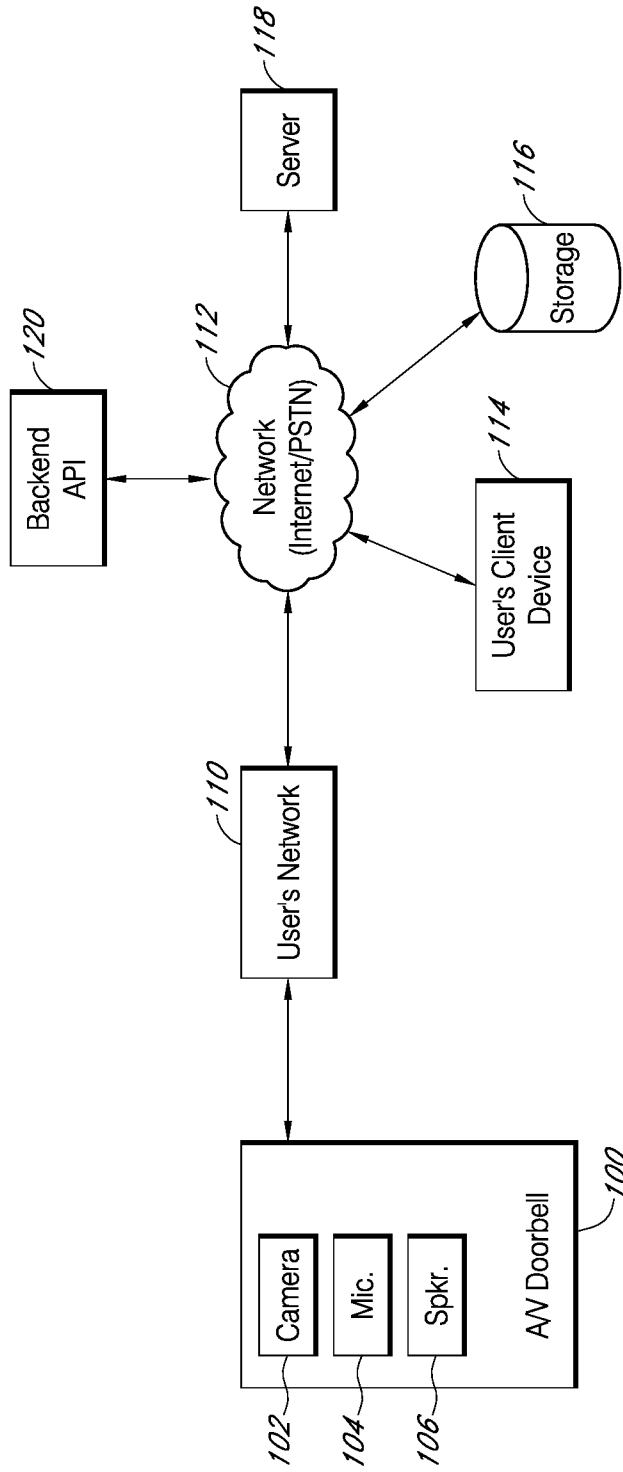 120
Backend
API
118
Server
112
Network
(Internet/PSTN)
116
Storage
114
User's Client
Device
110
User's Network
102
Camera
104
Mic.
106
Spkr.
A/V Doorbell
100